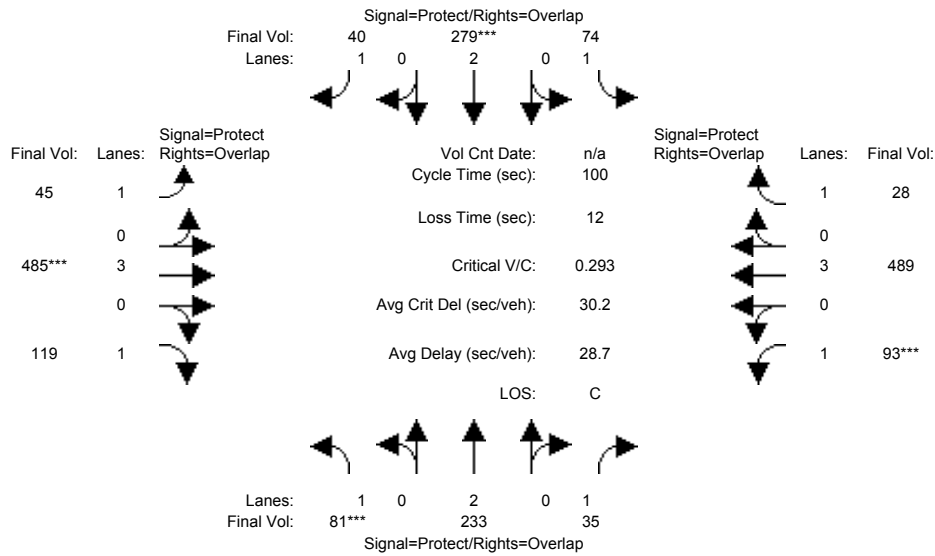 Signal=Protect/Rights=Overlap
Final Vol: 40 279*** 74
Lanes: 1 0 2 0 1
Signal=Protect
Final Vol: Lanes: Rights=Overlap
Vol Cnt Date: n/a
Signal=Protect
Rights=Overlap Lanes: Final Vol:
Cycle Time (sec): 100
45 1
1 28
Loss Time (sec): 12
0
0
485*** 3
Critical V/C: 0.293
3 489
0
Avg Crit Del (sec/veh): 30.2
0
119 1
Avg Delay (sec/veh): 28.7
1 93***
LOS: C
Lanes: 1 0 2 0 1
Final Vol: 81*** 233 35
Signal=Protect/Rights=Overlap